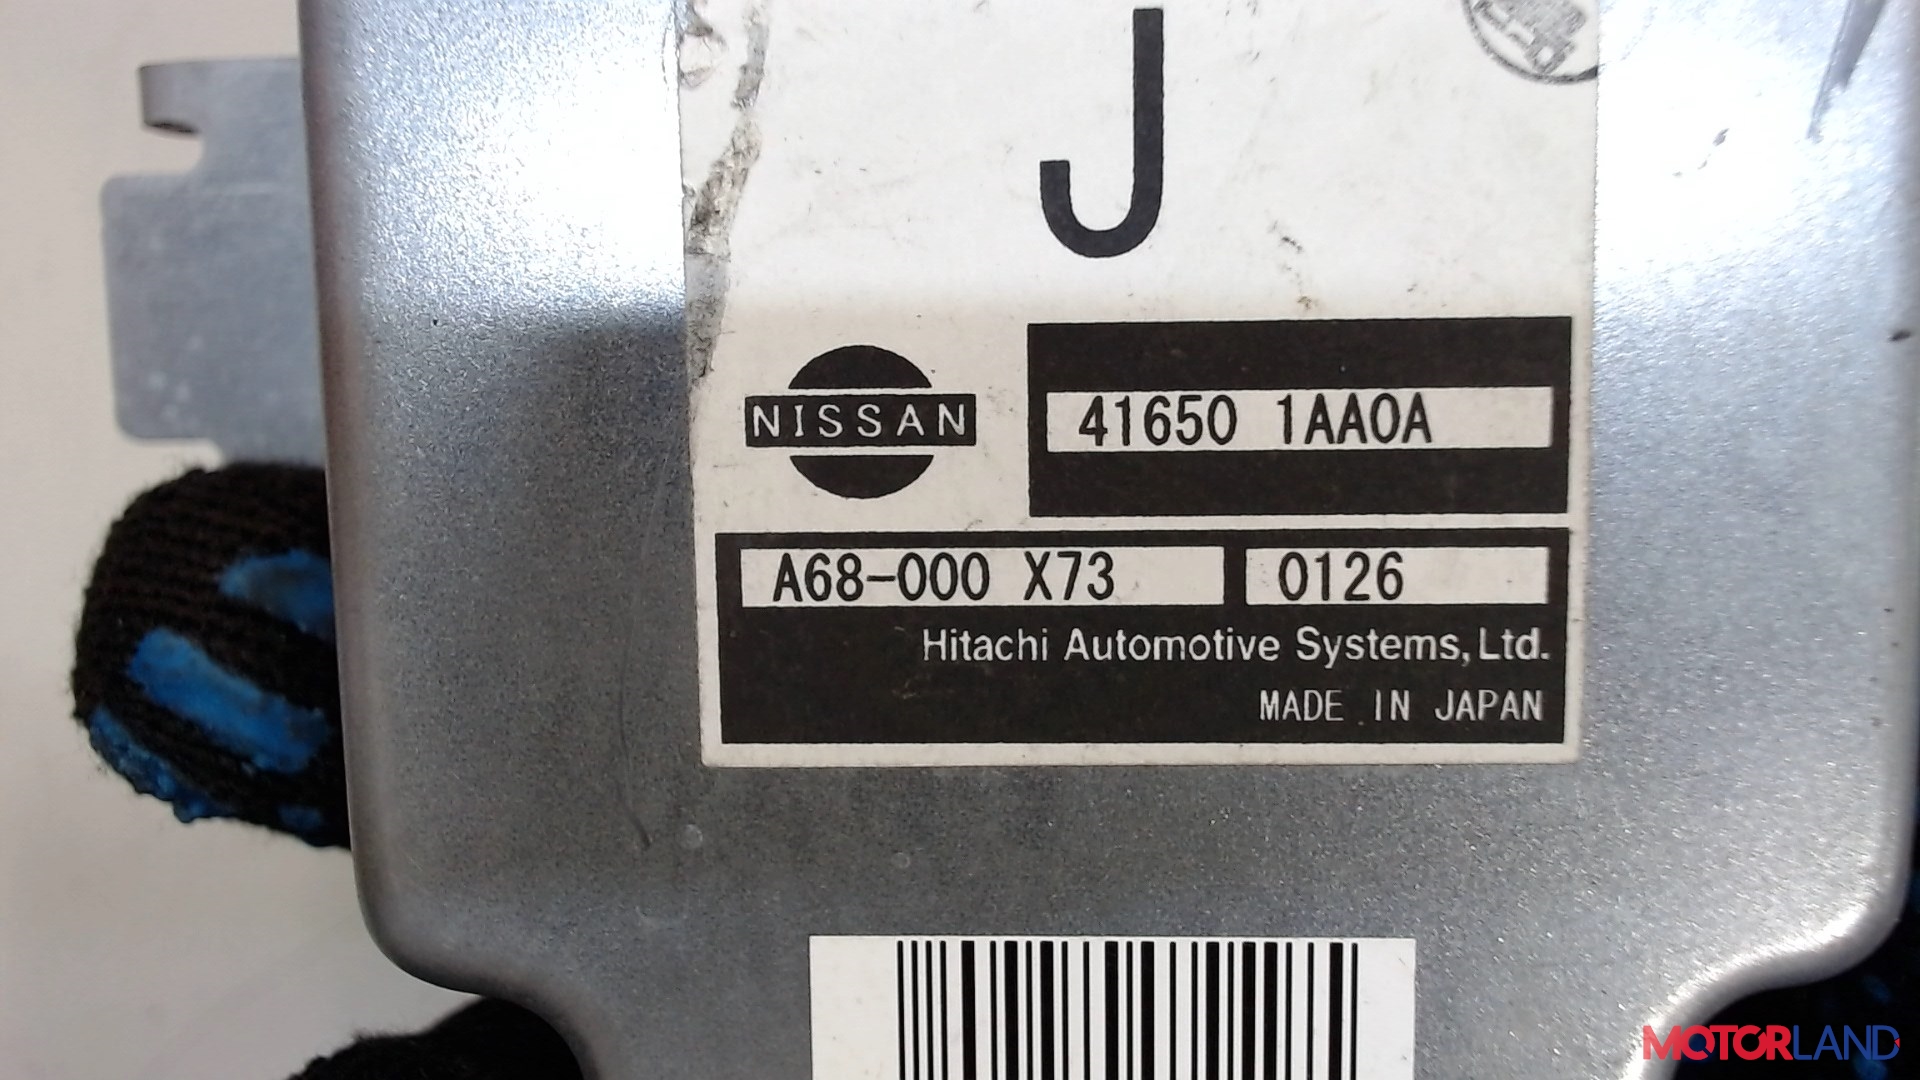 J
NISSAN
41650 1AA0A
A68-000 X73
0126
Hitachi Automotive Systems, Ltd.
MADE IN JAPAN
MOTORLAND